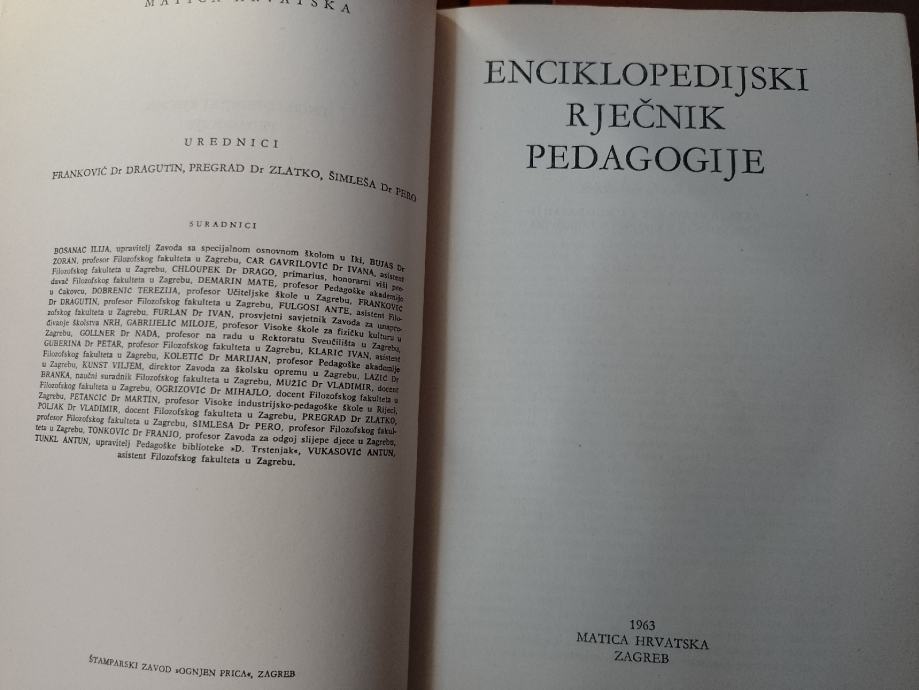 MATICA HRVATSKA
UREDNICI
FRANKOVIĆ Dr DRAGUTIN, PREGRAD Dr ZLATKO, ŠIMLEŠA Dr PERO
SURADNICI
BOSANAC ILIJA, upravitelj Zavoda sa specijalnom osnovnom školom u Iki, BUJAS Dr
ZORAN, profesor Filozofskog fakulteta u Zagrebu, CAR GAVRILOVIĆ Dr IVANA, asistent
Filozofskog fakulteta u Zagrebu, CHLOUPEK Dr DRAGO, primarius, honorarni viši pre-
davač Filozofskog fakulteta u Zagrebu, DEMARIN MATE, profesor Pedagoške akademije
u Čakovcu, DOBRENIĆ TEREZIJA, profesor Učiteljske škole u Zagrebu, FRANKOVIĆ
Dr DRAGUTIN, profesor Filozofskog fakulteta u Zagrebu, FULGOSI ANTE, asistent Filo-
zofskog fakulteta u Zagrebu, FURLAN Dr IVAN, prosvjetni savjetnik Zavoda za unapre-
đivanje školstva NRH, GABRIJELIĆ MILOJE, profesor Visoke škole za fizičku kulturu u
Zagrebu, GOLLNER Dr NADA, profesor na radu u Rektoratu Sveučilišta u Zagrebu,
GUBERINA Dr PETAR, profesor Filozofskog fakulteta u Zagrebu, KLARIĆ IVAN, asistent
Filozofskog fakulteta u Zagrebu, KOLETIĆ Dr MARIJAN, profesor Pedagoške akademije
u Zagrebu, KUNST VILJEM, direktor Zavoda za školsku opremu u Zagrebu, LAZIĆ Dr
BRANKA, naučni suradnik Filozofskog fakulteta u Zagrebu, MUŽIĆ Dr VLADIMIR, docent
Filozofskog fakulteta u Zagrebu, OGRIZOVIĆ Dr MIHAJLO, docent Filozofskog fakulteta u
Zagrebu, PETANCIĆ Dr MARTIN, profesor Visoke industrijsko-pedagoške škole u Rijeci,
POLJAK Dr VLADIMIR, docent Filozofskog fakulteta u Zagrebu, PREGRAD Dr ZLATKO,
profesor Filozofskog fakulteta u Zagrebu, ŠIMLEŠA Dr PERO, profesor Filozofskog fakul-
teta u Zagrebu, TONKOVIĆ Dr FRANJO, profesor Zavoda za odgoj slijepe djece u Zagrebu,
TUNKL ANTUN, upravitelj Pedagoške biblioteke »D. Trstenjak«, VUKASOVIĆ ANTUN,
asistent Filozofskog fakulteta u Zagrebu.
ŠTAMPARSKI ZAVOD »OGNJEN PRICA«, ZAGREB
ENCIKLOPEDIJSKI
RJEČNIK
PEDAGOGIJE
1963
MATICA HRVATSKA
ZAGREB